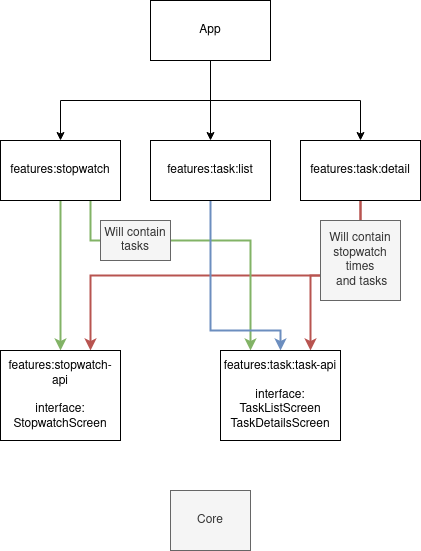 App
features:stopwatch
features:task:list
features:task:detail
Will contain
tasks
Will contain
stopwatch
times
and tasks
features:stopwatch-
api
interface:
StopwatchScreen
features:task:task-api
interface:
TaskListScreen
TaskDetailsScreen
Core